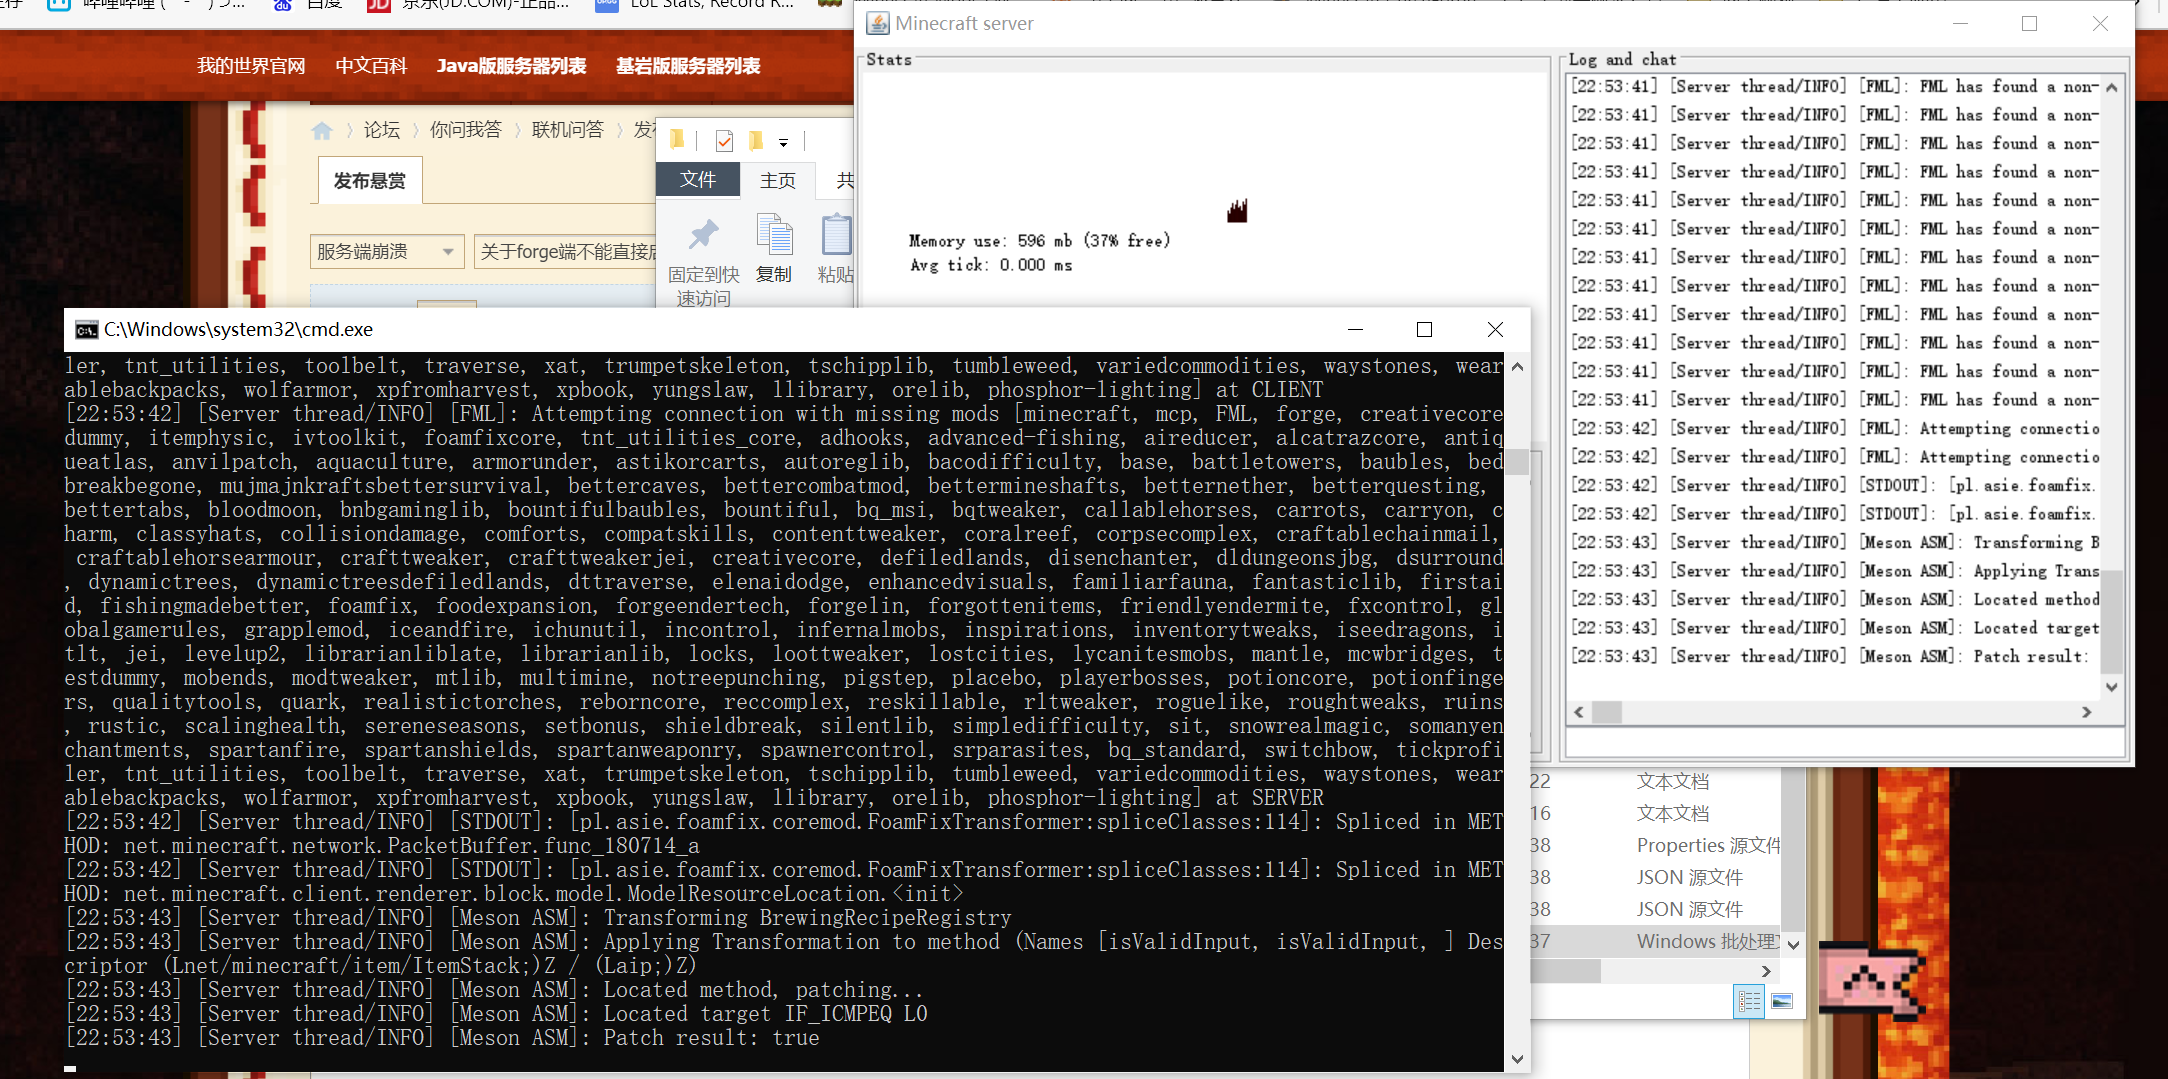 百度
京东(JD.COM)-正品...
LoL Stats, Record R...
我的世界官网 中文百科 Java版服务器列表 基岩版服务器列表
论坛 你问我答 联机问答
发布悬赏
服务端崩溃
关于forge端不能直接
文件 主页 共
固定到快
速访问
复制
粘贴
Minecraft server
Stats
Memory use: 596 mb (37% free)
Avg tick: 0.000 ms
Log and chat
[22:53:41] [Server thread/INFO] [FML]: FML has found a non-
[22:53:41] [Server thread/INFO] [FML]: FML has found a non-
[22:53:41] [Server thread/INFO] [FML]: FML has found a non-
[22:53:41] [Server thread/INFO] [FML]: FML has found a non-
[22:53:41] [Server thread/INFO] [FML]: FML has found a non-
[22:53:41] [Server thread/INFO] [FML]: FML has found a non-
[22:53:41] [Server thread/INFO] [FML]: FML has found a non-
[22:53:41] [Server thread/INFO] [FML]: FML has found a non-
[22:53:41] [Server thread/INFO] [FML]: FML has found a non-
[22:53:41] [Server thread/INFO] [FML]: FML has found a non-
[22:53:41] [Server thread/INFO] [FML]: FML has found a non-
[22:53:41] [Server thread/INFO] [FML]: FML has found a non-
[22:53:42] [Server thread/INFO] [FML]: Attempting connectio
[22:53:42] [Server thread/INFO] [FML]: Attempting connectio
[22:53:42] [Server thread/INFO] [STDOUT]: [pl.asie.foamfix.
[22:53:42] [Server thread/INFO] [STDOUT]: [pl.asie.foamfix.
[22:53:43] [Server thread/INFO] [Meson ASM]: Transforming B
[22:53:43] [Server thread/INFO] [Meson ASM]: Applying Trans
[22:53:43] [Server thread/INFO] [Meson ASM]: Located method
[22:53:43] [Server thread/INFO] [Meson ASM]: Located target
[22:53:43] [Server thread/INFO] [Meson ASM]: Patch result:
C:\Windows\system32\cmd.exe
ler, tnt_utilities, toolbelt, traverse, xat, trumpetskeleton, tschipplib, tumbleweed, variedcommodities, waystones, wear
ablebackpacks, wolfarmor, xpfromharvest, xpbook, yungslaw, llibrary, orelib, phosphor-lighting] at CLIENT
[22:53:42] [Server thread/INFO] [FML]: Attempting connection with missing mods [minecraft, mcp, FML, forge, creativecore
dummy, itemphysic, ivtoolkit, foamfixcore, tnt_utilities_core, adhooks, advanced-fishing, aireducer, alcatrazcore, antiq
ueatlas, anvilpatch, aquaculture, armorunder, astikorcarts, autoreglib, bacodifficulty, base, battletowers, baubles, bed
breakbegone, mujmajnkraftsbettersurvival, bettercaves, bettercombatmod, bettermineshafts, betternether, betterquesting,
bettertabs, bloodmoon, bnbgaminglib, bountifulbaubles, bountiful, bq_msi, bqtweaker, callablehorses, carrots, carryon, c
harm, classyhats, collisiondamage, comforts, compatskills, contenttweaker, coralreef, corpsecomplex, craftablechainmail,
craftablehorsearmour, crafttweaker, crafttweakerjei, creativecore, defiledlands, disenchanter, dldungeonsjbg, dsurround
, dynamictrees, dynamictreesdefiledlands, dttraverse, elenaidodge, enhancedvisuals, familiarfauna, fantasticlib, firstai
d, fishingmadebetter, foamfix, foodexpansion, forgeendertech, forgelin, forgottenitems, friendlyendermite, fxcontrol, gl
obalgamerules, grapplemod, iceandfire, ichunutil, incontrol, infernalmobs, inspirations, inventorytweaks, iseedragons, i
tlt, jei, levelup2, librarianliblate, librarianlib, locks, loottweaker, lostcities, lycanitesmobs, mantle, mcwbridges, t
estdummy, mobends, modtweaker, mtlib, multimine, notreepunching, pigstep, placebo, playerbosses, potioncore, potionfinge
rs, qualitytools, quark, realistictorches, reborncore, reccomplex, reskillable, rltweaker, roguelike, roughtweaks, ruins
, rustic, scalinghealth, sereneseasons, setbonus, shieldbreak, silentlib, simpledifficulty, sit, snowrealmagic, somanyen
chantments, spartanfire, spartanshields, spartanweaponry, spawnercontrol, srparasites, bq_standard, switchbow, tickprofi
ler, tnt_utilities, toolbelt, traverse, xat, trumpetskeleton, tschipplib, tumbleweed, variedcommodities, waystones, wear
ablebackpacks, wolfarmor, xpfromharvest, xpbook, yungslaw, llibrary, orelib, phosphor-lighting] at SERVER
[22:53:42] [Server thread/INFO] [STDOUT]: [pl.asie.foamfix.coremod.FoamFixTransformer:spliceClasses:114]: Spliced in MET
HOD: net.minecraft.network.PacketBuffer.func_180714_a
[22:53:42] [Server thread/INFO] [STDOUT]: [pl.asie.foamfix.coremod.FoamFixTransformer:spliceClasses:114]: Spliced in MET
HOD: net.minecraft.client.renderer.block.model.ModelResourceLocation.<init>
[22:53:43] [Server thread/INFO] [Meson ASM]: Transforming BrewingRecipeRegistry
[22:53:43] [Server thread/INFO] [Meson ASM]: Applying Transformation to method (Names [isValidInput, isValidInput, ] Des
criptor (Lnet/minecraft/item/ItemStack;)Z / (Laip;)Z)
[22:53:43] [Server thread/INFO] [Meson ASM]: Located method, patching...
[22:53:43] [Server thread/INFO] [Meson ASM]: Located target IF_ICMPEQ L0
[22:53:43] [Server thread/INFO] [Meson ASM]: Patch result: true
22 文本文档
16 文本文档
38 Properties 源文件
38 JSON 源文件
38 JSON 源文件
37 Windows 批处理